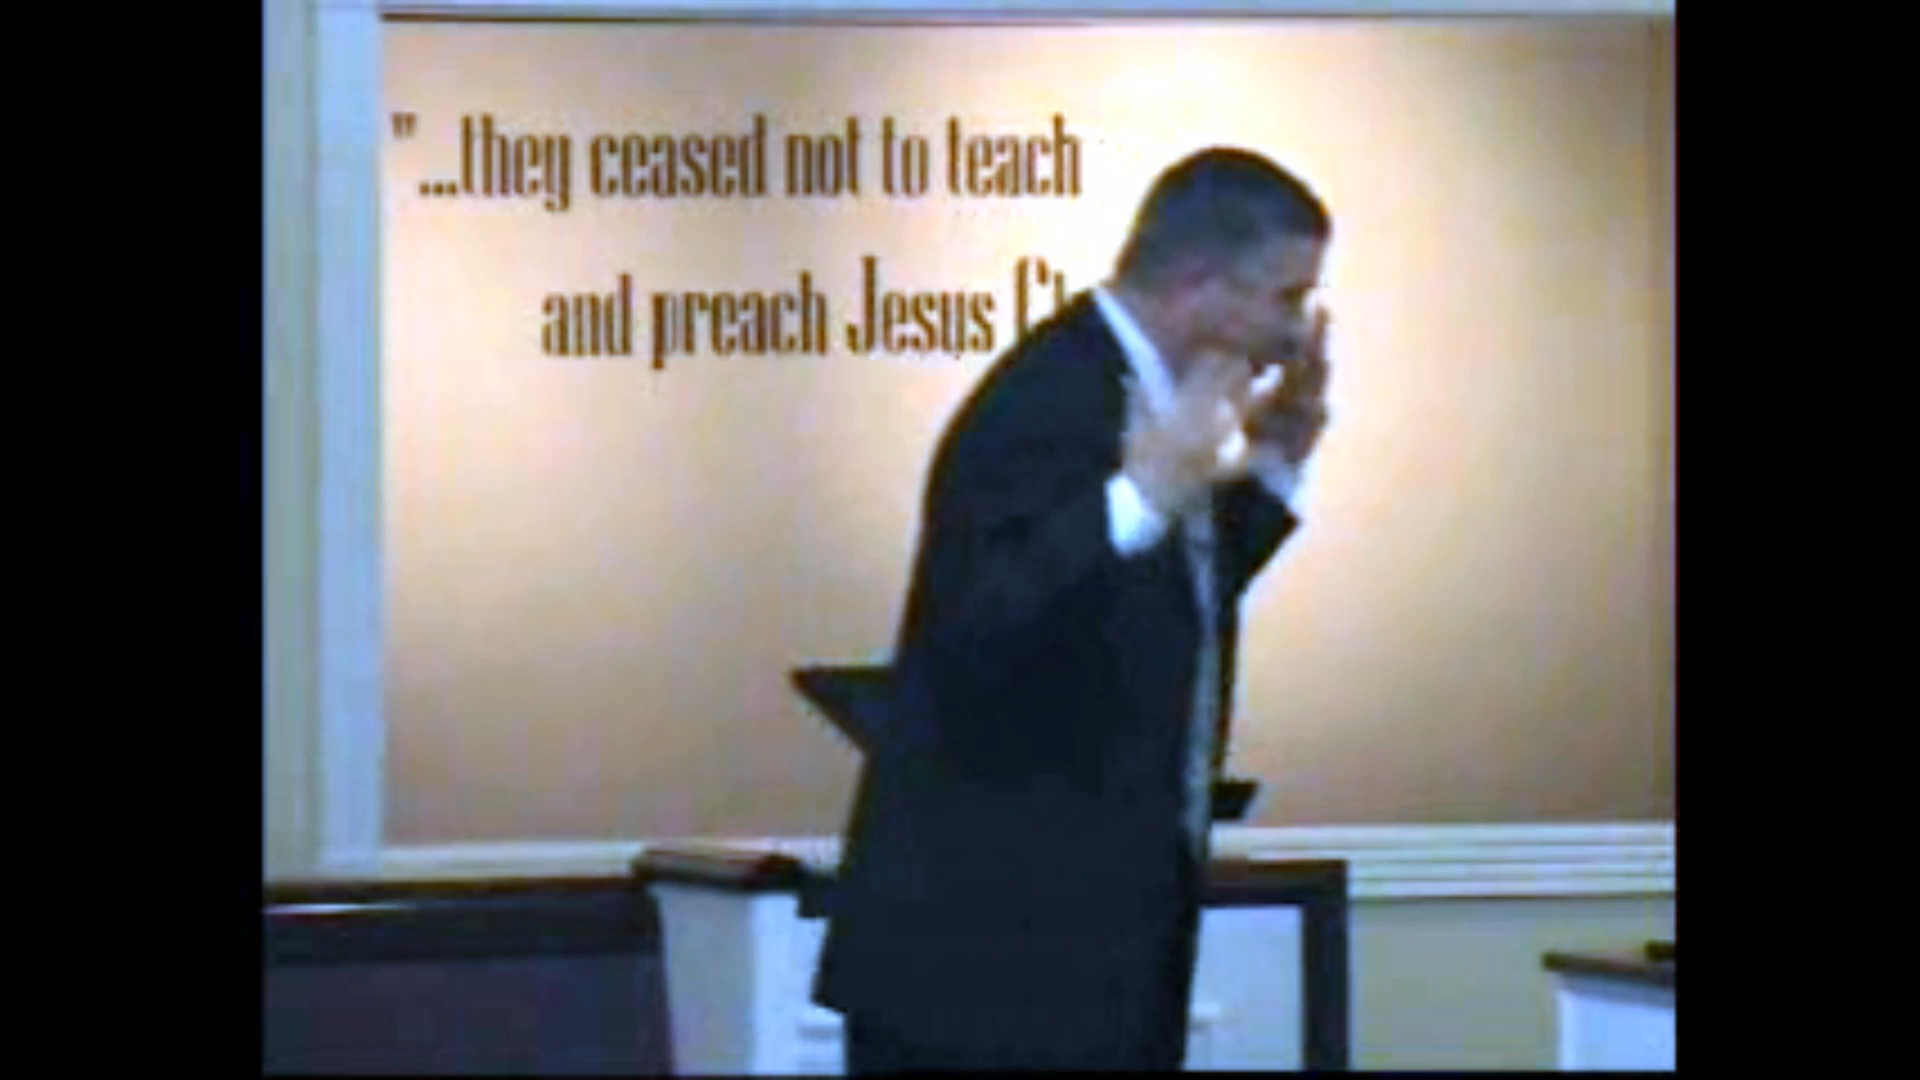 "...they ceased not to teach
and preach Jesus